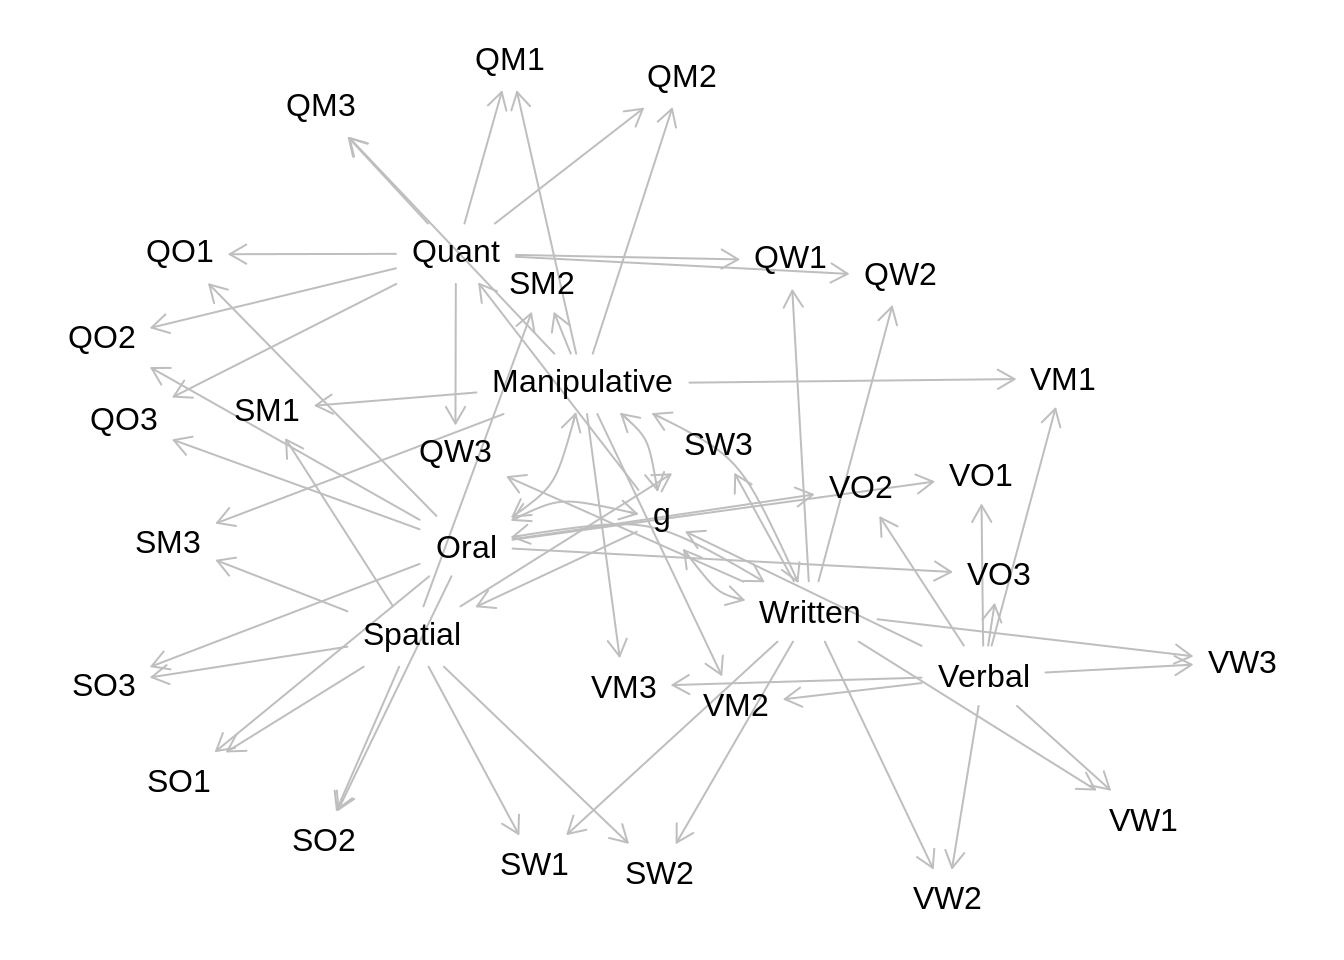 QM1
QM2
QM3
QO1
Quant
QW1
QW2
SM2
QO2
Manipulative
VM1
SM1
QO3
QW3
SW3
VO1
VO2
g
SM3
Oral
VO3
Written
Spatial
VW3
Verbal
SO3
VM3
VM2
SO1
VW1
SO2
SW1
SW2
VW2